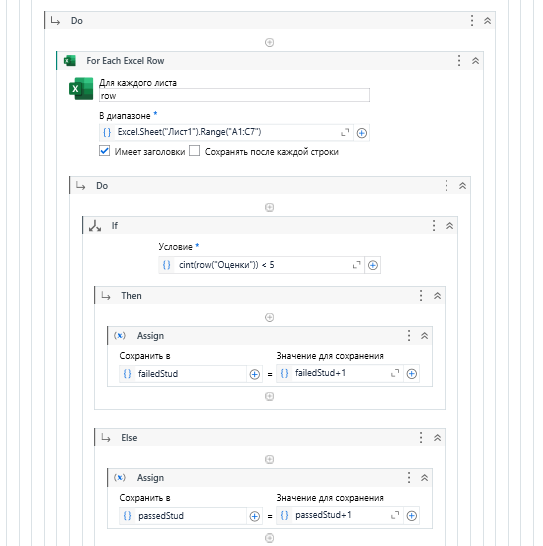 Do
For Each Excel Row
Для каждого листа
row
В диапазоне *
Excel.Sheet("Лист1").Range("A1:C7")
Имеет заголовки Сохранять после каждой строки
Do
If
Условие *
cint(row("Оценки")) < 5
Then
Assign
Сохранить в Значение для сохранения
failedStud = failedStud+1
Else
Assign
Сохранить в Значение для сохранения
passedStud = passedStud+1